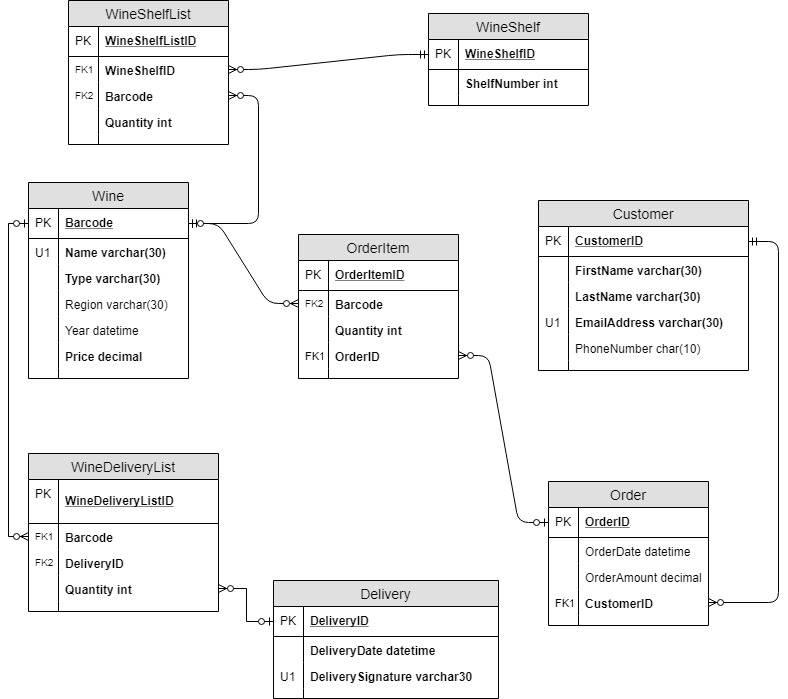 WineShelfList
PK WineShelfListID
FK1 WineShelfID
FK2 Barcode
Quantity int
WineShelf
PK WineShelfID
ShelfNumber int
Wine
PK Barcode
U1 Name varchar(30)
Type varchar(30)
Region varchar(30)
Year datetime
Price decimal
OrderItem
PK OrderItemID
FK2 Barcode
Quantity int
FK1 OrderID
Customer
PK CustomerID
FirstName varchar(30)
LastName varchar(30)
U1 EmailAddress varchar(30)
PhoneNumber char(10)
WineDeliveryList
PK WineDeliveryListID
FK1 Barcode
FK2 DeliveryID
Quantity int
Delivery
PK DeliveryID
DeliveryDate datetime
U1 DeliverySignature varchar30
Order
PK OrderID
OrderDate datetime
OrderAmount decimal
FK1 CustomerID